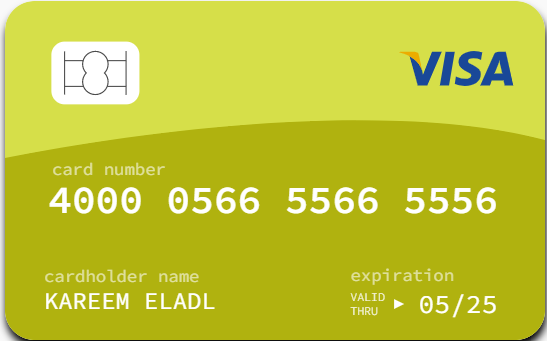 VISA
card number
4000 0566 5566 5556
cardholder name
KAREEM ELADL
expiration
VALID THRU ▶ 05/25